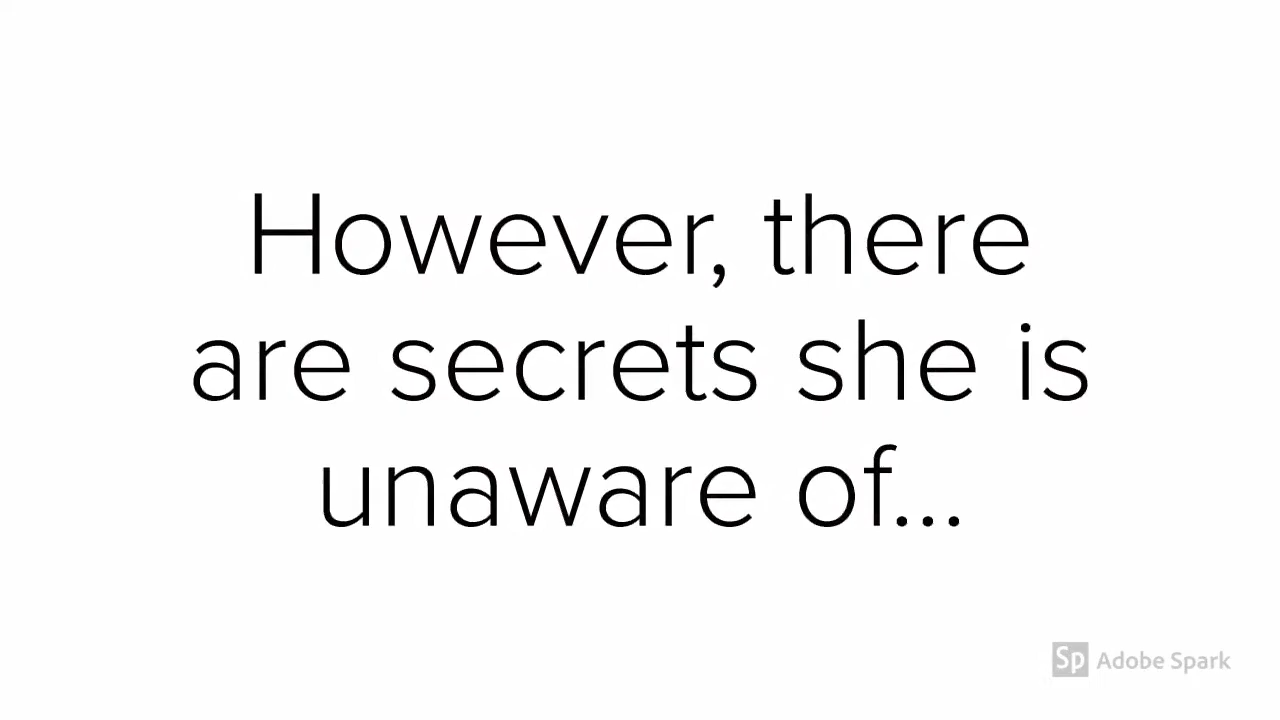 However, there
are secrets she is
unaware of...
Sp Adobe Spark